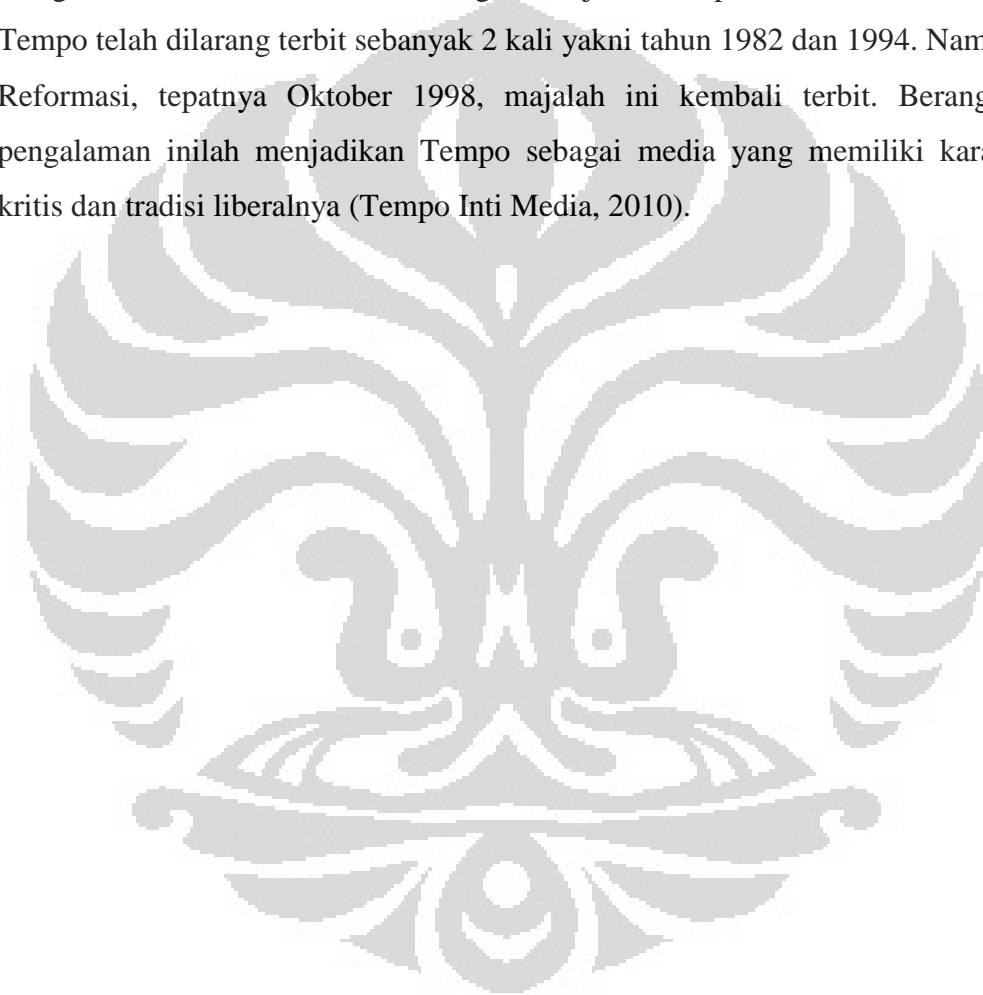 Tempo telah dilarang terbit sebanyak 2 kali yakni tahun 1982 dan 1994. Nam
Reformasi, tepatnya Oktober 1998, majalah ini kembali terbit. Berang
pengalaman inilah menjadikan Tempo sebagai media yang memiliki kara
kritis dan tradisi liberalnya (Tempo Inti Media, 2010).